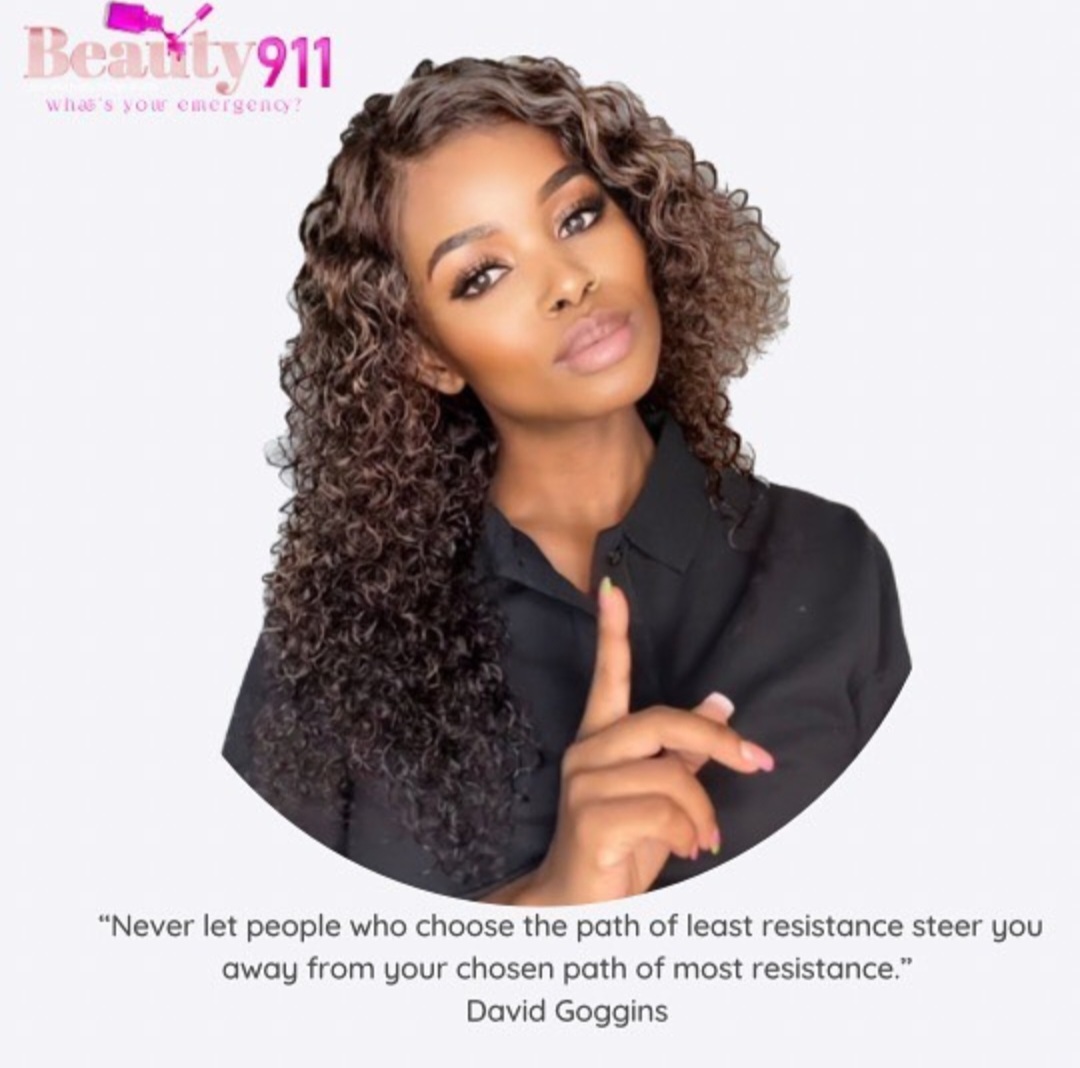 Beauty911
what's your emergency?
“Never let people who choose the path of least resistance steer you
away from your chosen path of most resistance.”
David Goggins